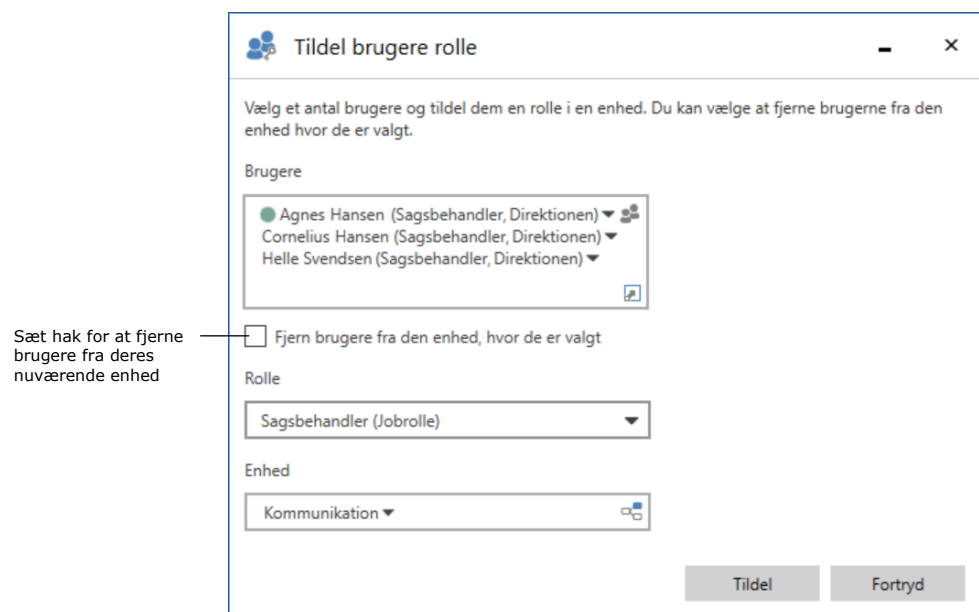 Tildel brugere rolle
Vælg et antal brugere og tildel dem en rolle i en enhed. Du kan vælge at fjerne brugerne fra den
enhed hvor de er valgt.
Brugere
Agnes Hansen (Sagsbehandler, Direktionen)
Cornelius Hansen (Sagsbehandler, Direktionen)
Helle Svendsen (Sagsbehandler, Direktionen)
Sæt hak for at fjerne
brugere fra deres
nuværende enhed
Fjern brugere fra den enhed, hvor de er valgt
Rolle
Sagsbehandler (Jobrolle)
Enhed
Kommunikation
Tildel
Fortryd